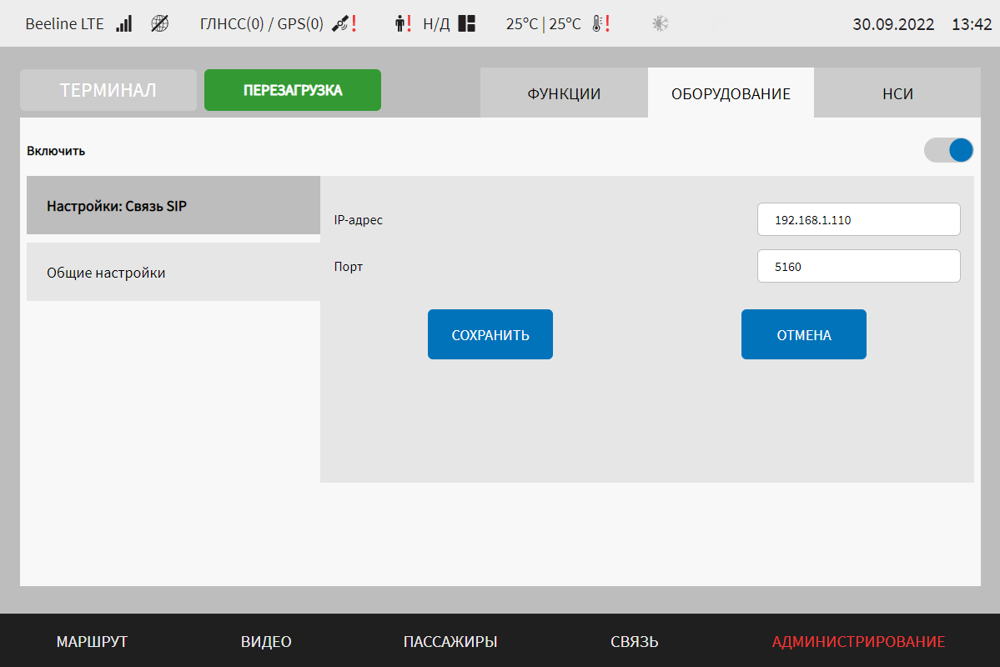 Beeline LTE ГЛНСС(0) / GPS(0) ! ! Н/Д 25°C | 25°C ! 30.09.2022 13:42
ТЕРМИНАЛ ПЕРЕЗАГРУЗКА ФУНКЦИИ ОБОРУДОВАНИЕ НСИ
Включить
Настройки: Связь SIP
Общие настройки
IP-адрес 192.168.1.110
Порт 5160
СОХРАНИТЬ ОТМЕНА
МАРШРУТ ВИДЕО ПАССАЖИРЫ СВЯЗЬ АДМИНИСТРИРОВАНИЕ